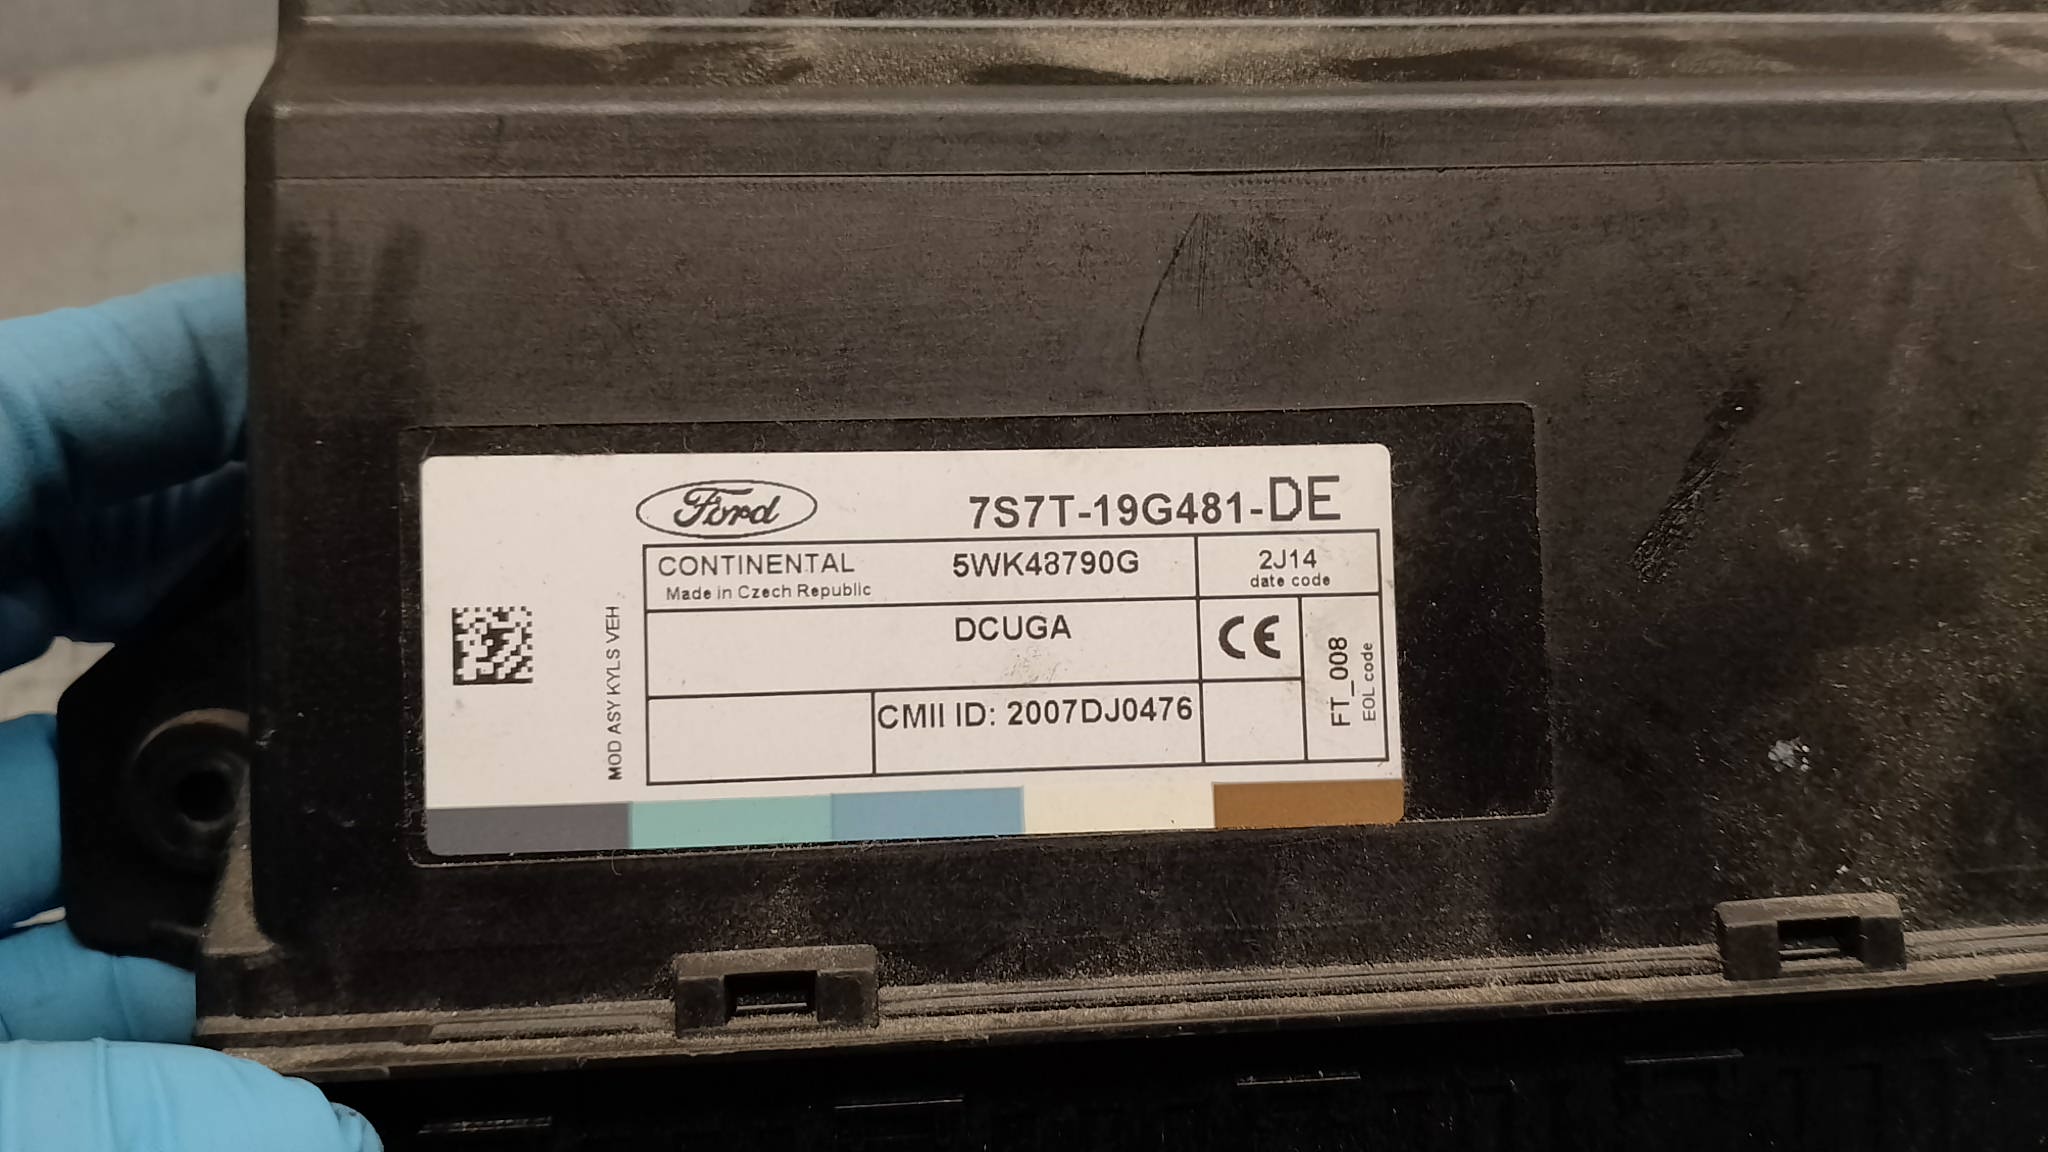 Ford
7S7T-19G481-DE
CONTINENTAL 5WK48790G
Made in Czech Republic
2J14
date code
DCUGA
CE
CMII ID: 2007DJ0476
FT_008
EOL code
MOD ASY KYLS VEH